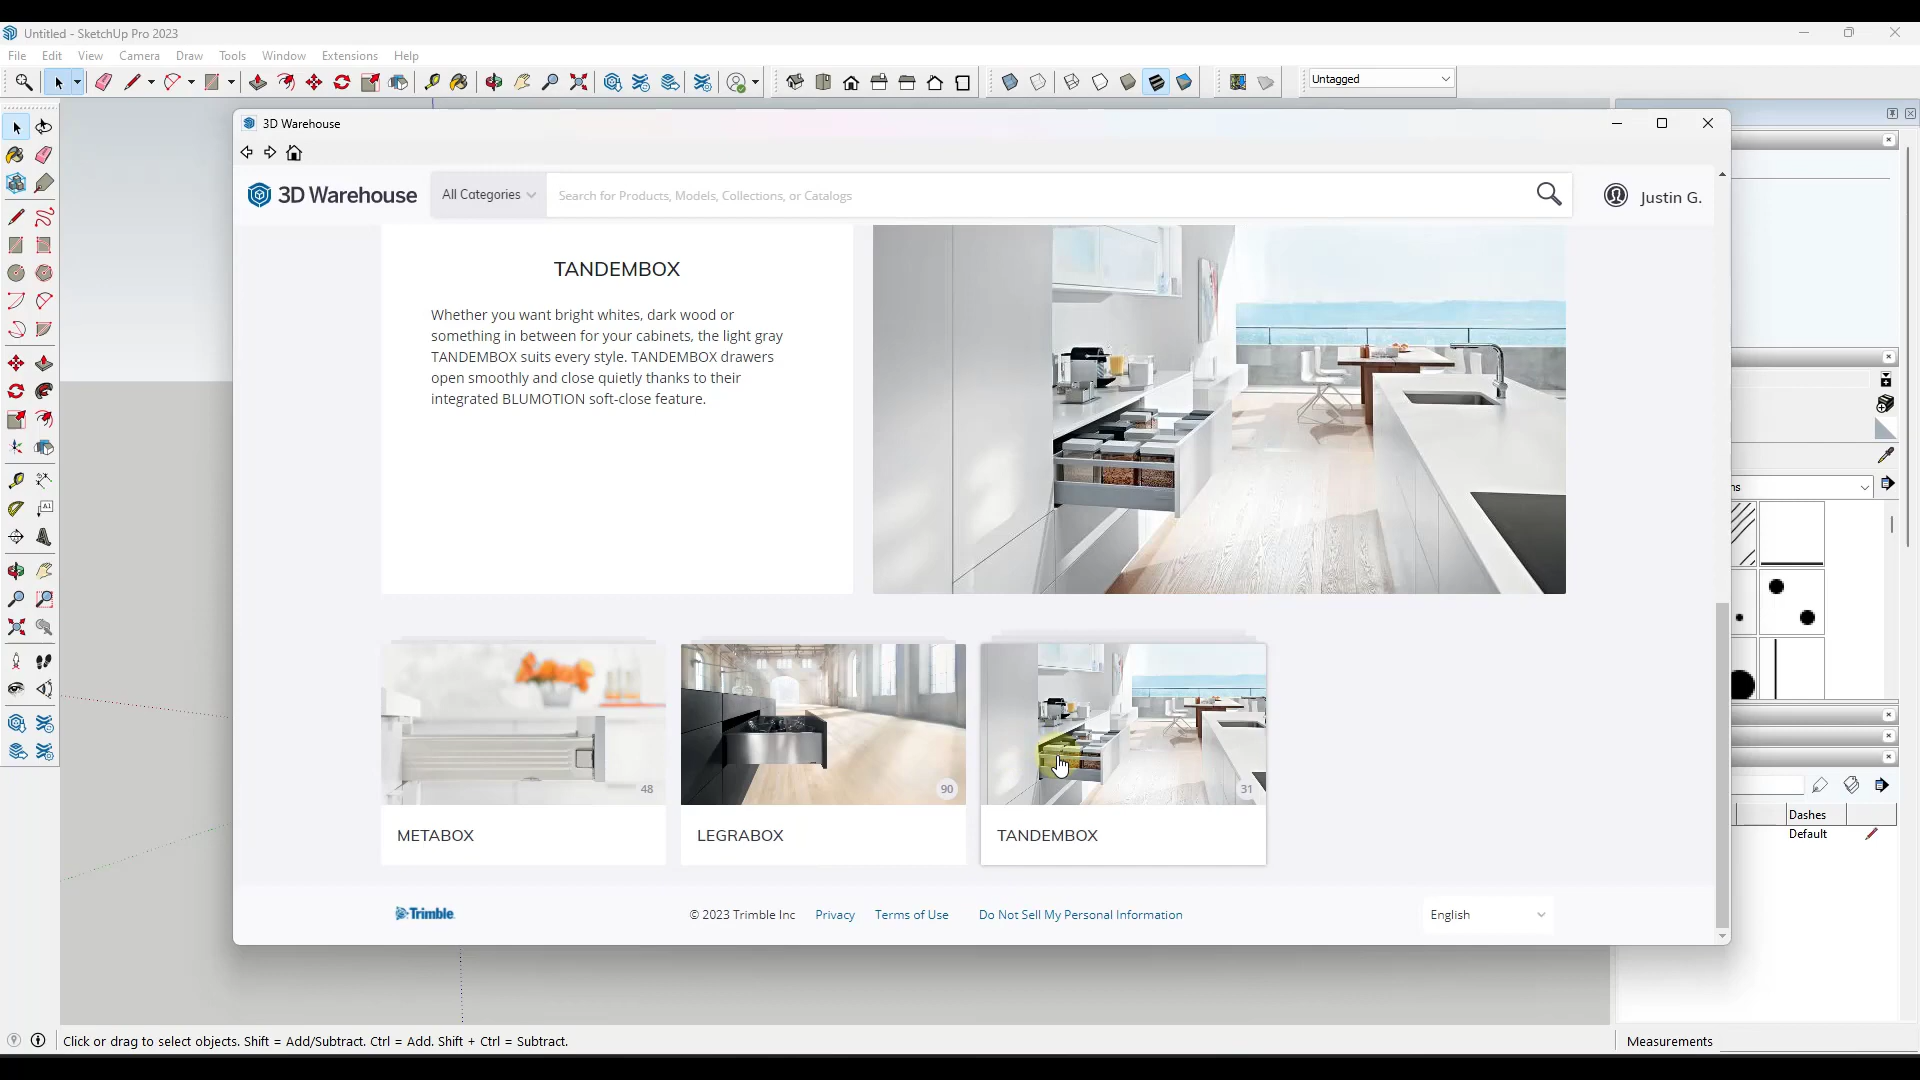 Untitled - SketchUp Pro 2023
File Edit View Camera Draw Tools Window Extensions Help
Untagged
3D Warehouse
3D Warehouse All Categories Search for Products, Models, Collections, or Catalogs Justin G.
TANDEMBOX
Whether you want bright whites, dark wood or
something in between for your cabinets, the light gray
TANDEMBOX suits every style. TANDEMBOX drawers
open smoothly and close quietly thanks to their
integrated BLUMOTION soft-close feature.
ns
48 90 31
METABOX LEGRABOX TANDEMBOX
Dashes
Default
Trimble © 2023 Trimble Inc Privacy Terms of Use Do Not Sell My Personal Information English
Click or drag to select objects. Shift = Add/Subtract. Ctrl = Add. Shift + Ctrl = Subtract. Measurements